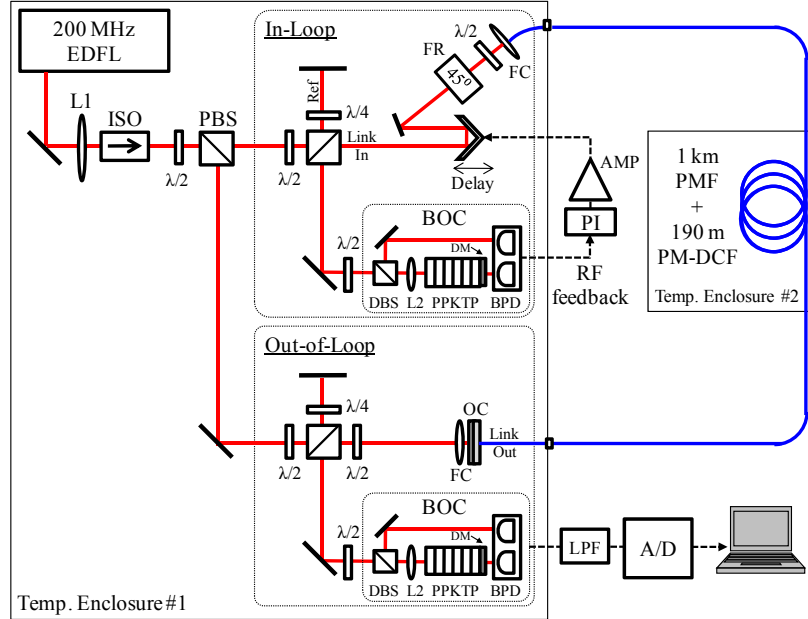 200 MHz
EDFL
L1
ISO
λ/2
PBS
In-Loop
Ref
λ/4
λ/2
Link
In
FR
45º
λ/2
FC
Delay
AMP
PI
RF
feedback
BOC
λ/2
DM
DBS
L2
PPKTP
BPD
1 km
PMF
+
190 m
PM-DCF
Temp. Enclosure #2
Out-of-Loop
λ/4
λ/2
λ/2
OC
FC
Link
Out
BOC
λ/2
DM
DBS
L2
PPKTP
BPD
LPF
A/D
Temp. Enclosure #1